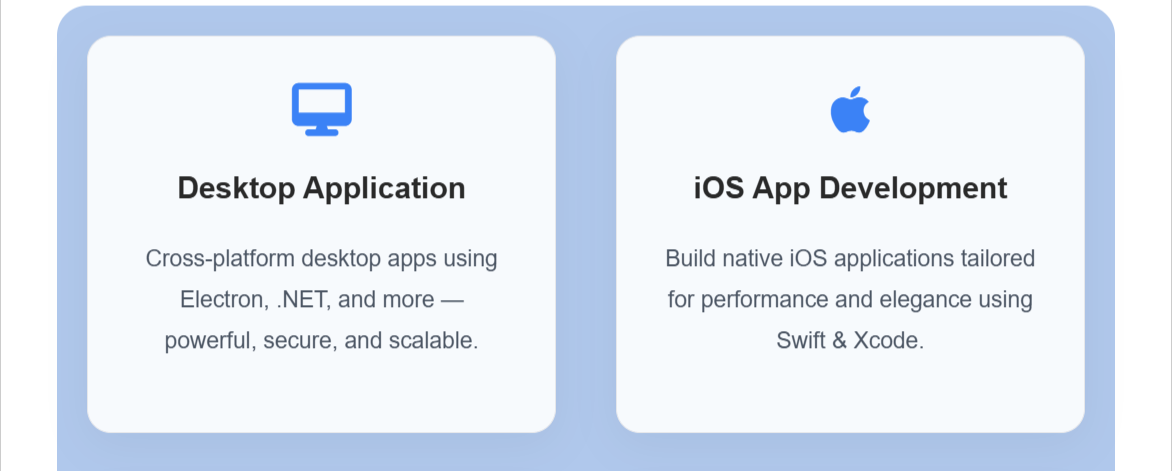 Desktop Application
Cross-platform desktop apps using
Electron, .NET, and more —
powerful, secure, and scalable.
iOS App Development
Build native iOS applications tailored
for performance and elegance using
Swift & Xcode.